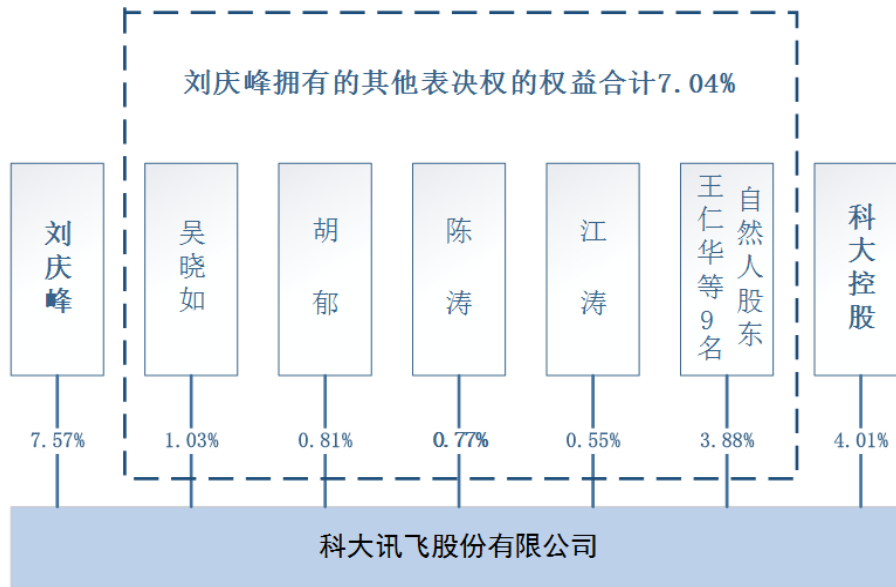 刘庆峰拥有的其他表决权的权益合计7.04%
刘庆峰
吴晓如
胡郁
陈涛
江涛
王仁华等9名
自然人股东
科大控股
7.57%
1.03%
0.81%
0.77%
0.55%
3.88%
4.01%
科大讯飞股份有限公司